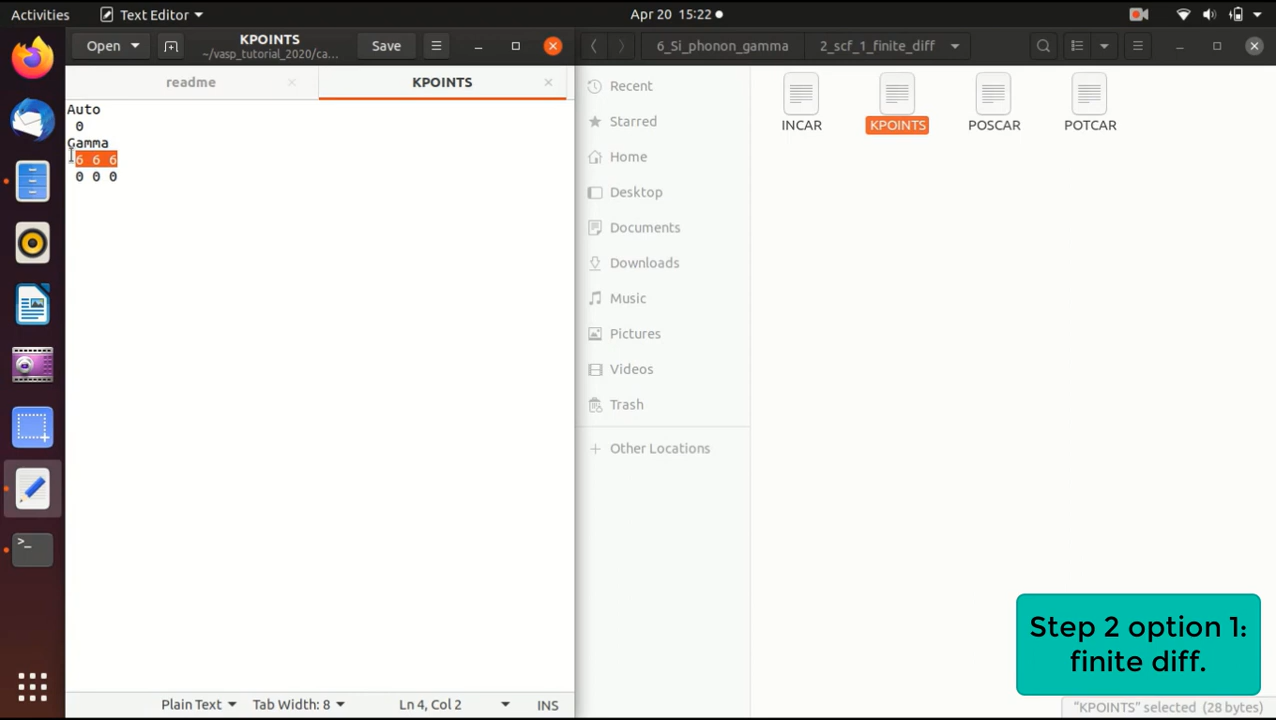 Activities
Text Editor
Apr 20 15:22
Open
KPOINTS
~/vasp_tutorial_2020/ca...
Save
6_Si_phonon_gamma
2_scf_1_finite_diff
readme
KPOINTS
Auto
0
Gamma
6 6 6
0 0 0
Recent
Starred
Home
Desktop
Documents
Downloads
Music
Pictures
Videos
Trash
Other Locations
INCAR
KPOINTS
POSCAR
POTCAR
Step 2 option 1:
finite diff.
Plain Text
Tab Width: 8
Ln 4, Col 2
INS
"KPOINTS" selected (28 bytes)